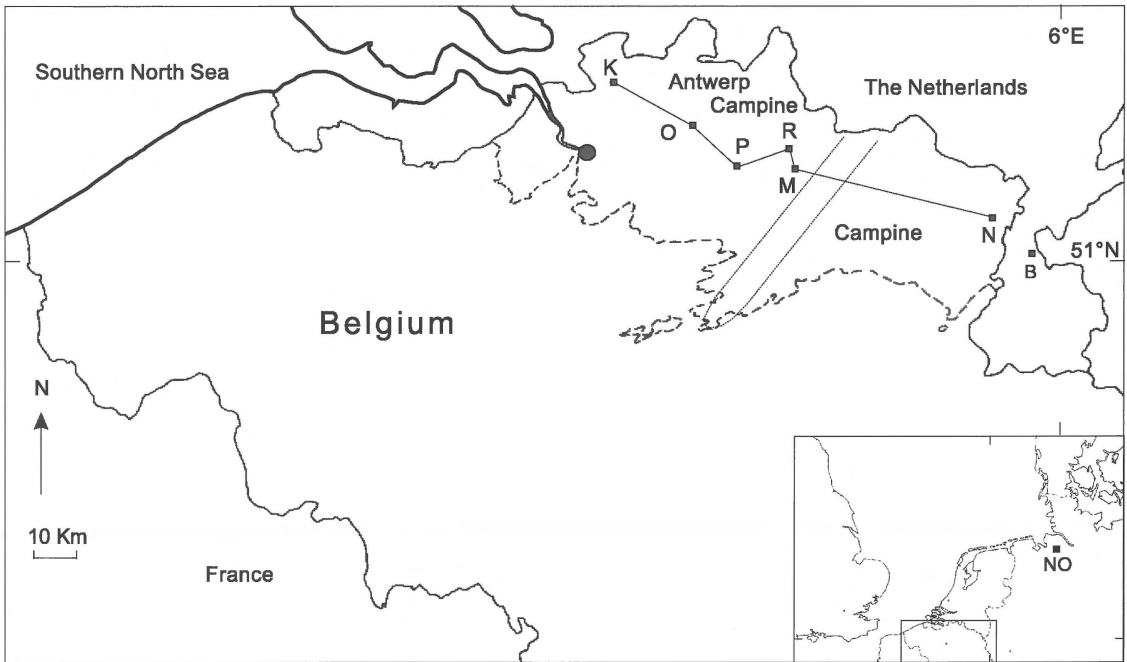 6°E
Southern North Sea
K
Antwerp
Campine
The Netherlands
O
P
R
M
Campine
N
B
51°N
Belgium
N
10 Km
France
NO